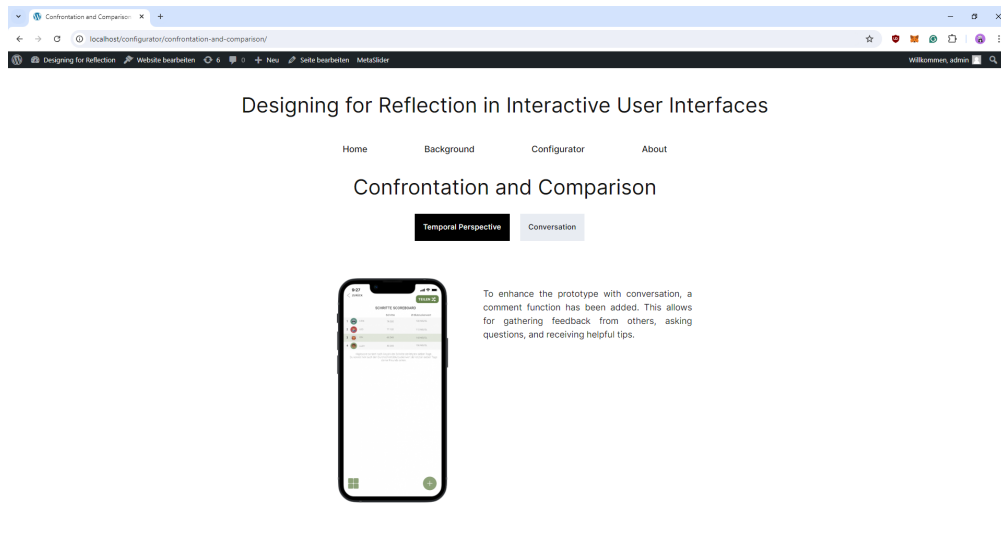 Confrontation and Comparison
localhost/configurator/confrontation-and-comparison/
Designing for Reflection Website bearbeiten 6 0 Neu Seite bearbeiten MetaSlider Willkommen, admin
Designing for Reflection in Interactive User Interfaces
Home Background Configurator About
Confrontation and Comparison
Temporal Perspective Conversation
9:27
TEILEN
SCHRITTE SCOREBOARD
To enhance the prototype with conversation, a
comment function has been added. This allows
for gathering feedback from others, asking
questions, and receiving helpful tips.